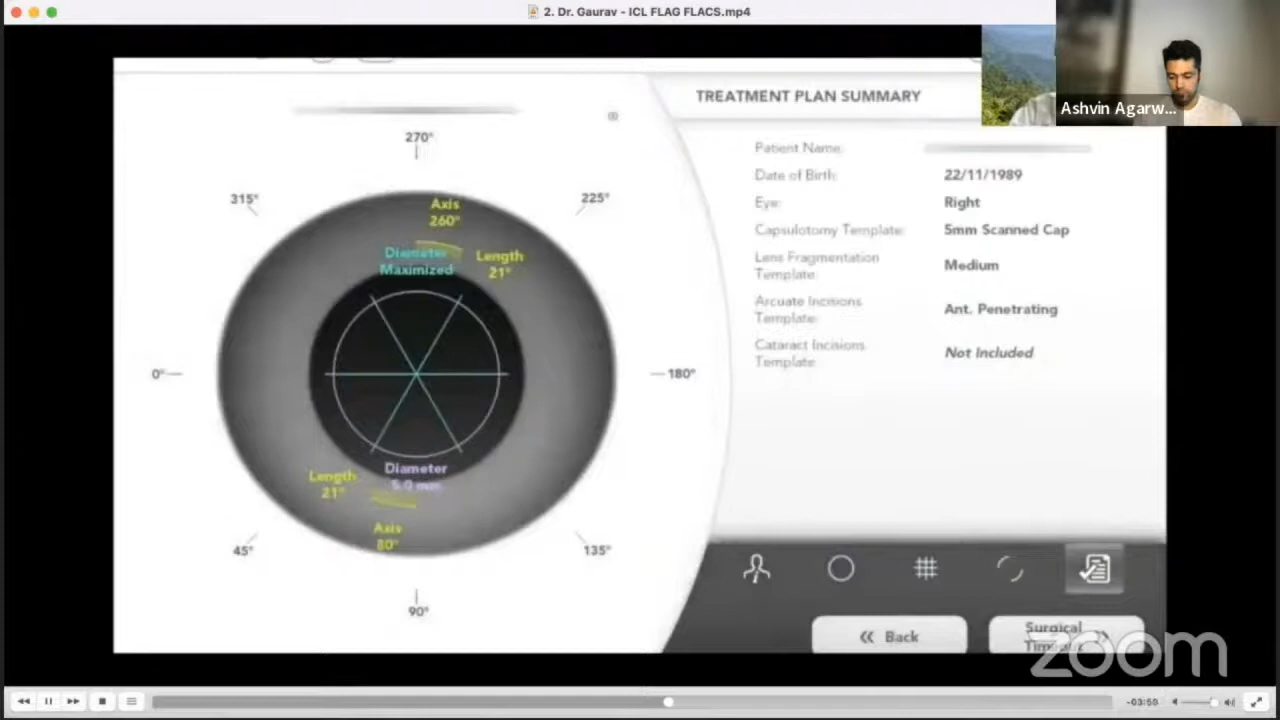 2. Dr. Gaurav - ICL FLAG FLACS.mp4
Ashvin Agarw...
TREATMENT PLAN SUMMARY
Patient Name:
Date of Birth: 22/11/1989
Eye: Right
Capsulotomy Template: 5mm Scanned Cap
Lens Fragmentation
Template: Medium
Arcuate Incisions
Template: Ant. Penetrating
Cataract Incisions
Template: Not Included
270°
315°
225°
Axis
260°
Diameter
Maximized
Length
21°
0°
180°
Diameter
5.0 mm
Length
21°
Axis
80°
45°
135°
90°
Back
Surgical
Timeout
zoom
-03:50